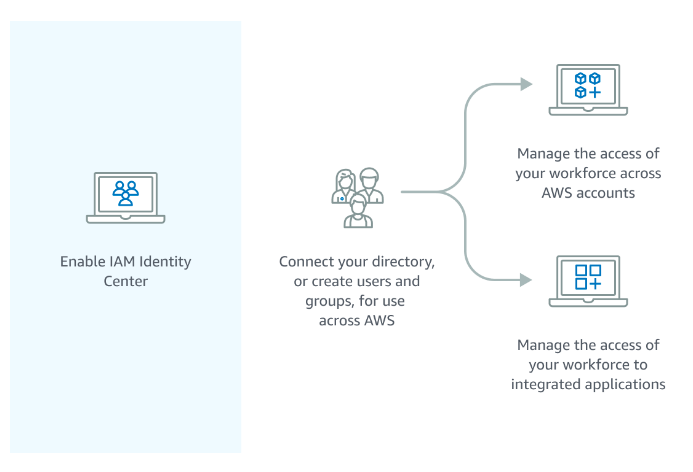 Enable IAM Identity
Center
Connect your directory,
or create users and
groups, for use
across AWS
Manage the access of
your workforce across
AWS accounts
Manage the access of
your workforce to
integrated applications